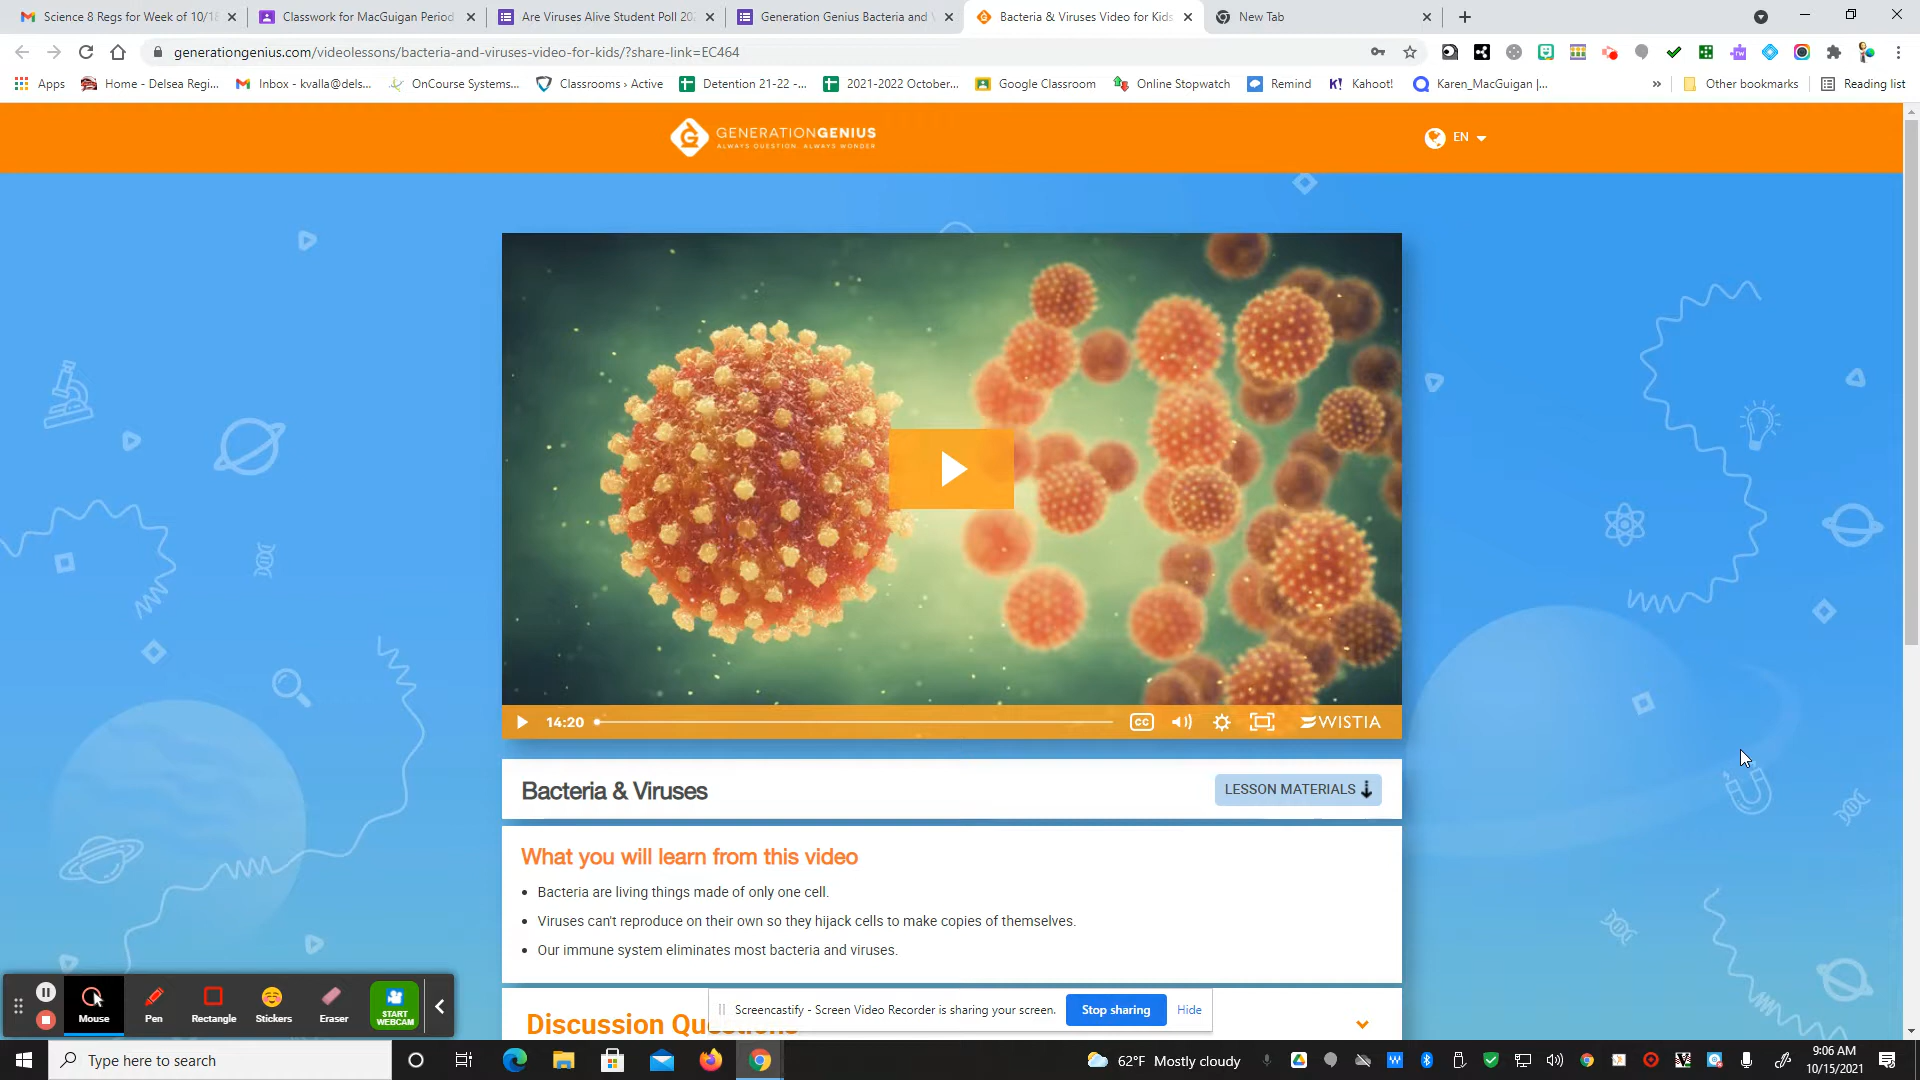 Science 8 Regs for Week of 10/18
Classwork for MacGuigan Period
Are Viruses Alive Student Poll 202
Generation Genius Bacteria and V
Bacteria & Viruses Video for Kids
New Tab
generationgenius.com/videolessons/bacteria-and-viruses-video-for-kids/?share-link=EC464
Apps
Home - Delsea Regi...
Inbox - kvalla@dels...
OnCourse Systems...
Classrooms › Active
Detention 21-22 -...
2021-2022 October...
Google Classroom
Online Stopwatch
Remind
K! Kahoot!
Karen_MacGuigan |...
»
Other bookmarks
Reading list
GENERATIONGENIUS
ALWAYS QUESTION. ALWAYS WONDER
EN
14:20
CC
WISTIA
Bacteria & Viruses
LESSON MATERIALS
What you will learn from this video
• Bacteria are living things made of only one cell.
• Viruses can't reproduce on their own so they hijack cells to make copies of themselves.
• Our immune system eliminates most bacteria and viruses.
Discussion Questions
Mouse
Pen
Rectangle
Stickers
Eraser
START
WEBCAM
Screencastify - Screen Video Recorder is sharing your screen.
Stop sharing
Hide
Type here to search
62°F Mostly cloudy
9:06 AM
10/15/2021